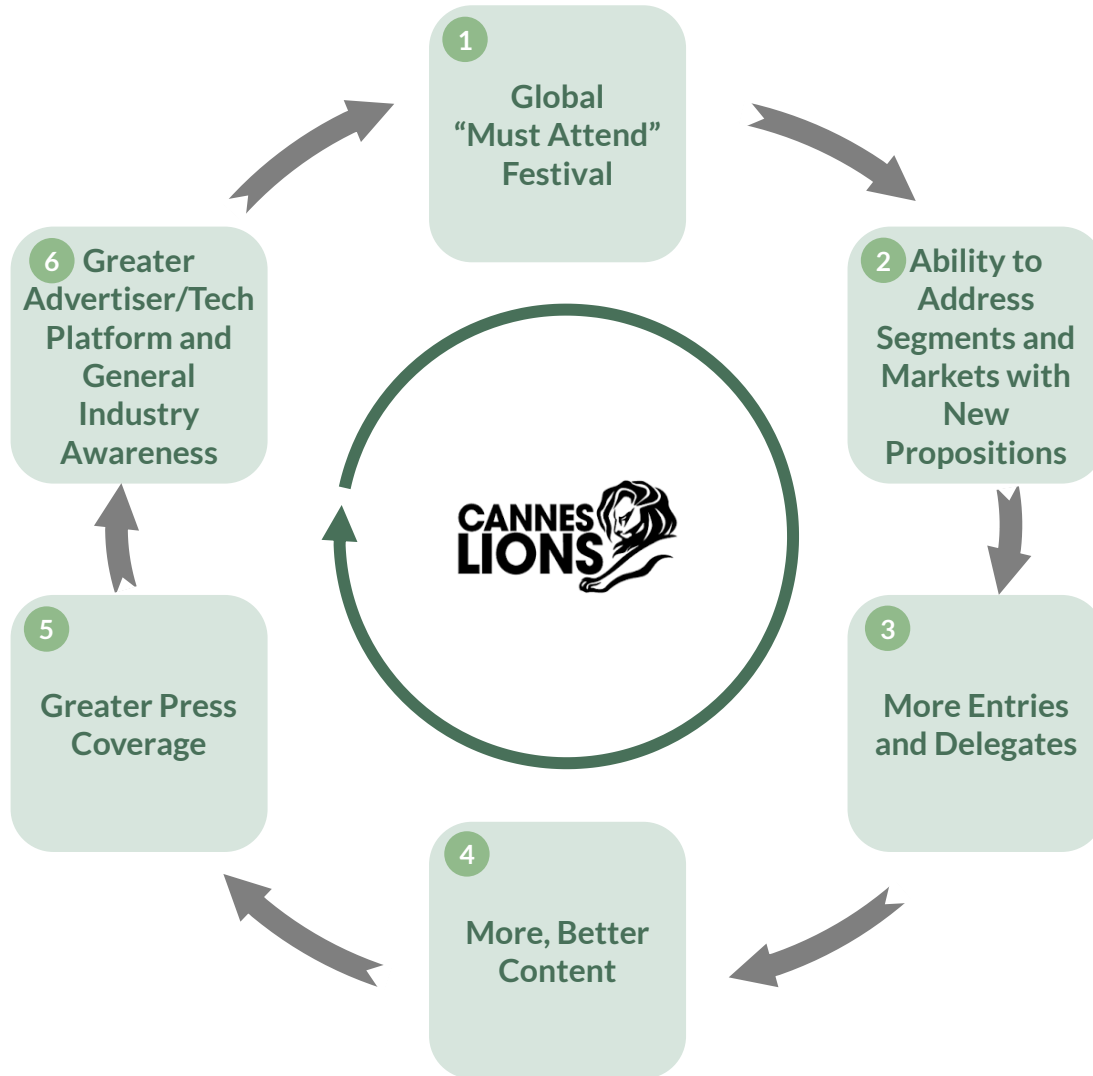 1
Global
“Must Attend”
Festival
2 Ability to
Address
Segments and
Markets with
New
Propositions
3
More Entries
and Delegates
4
More, Better
Content
5
Greater Press
Coverage
6 Greater
Advertiser/Tech
Platform and
General
Industry
Awareness
CANNES
LIONS